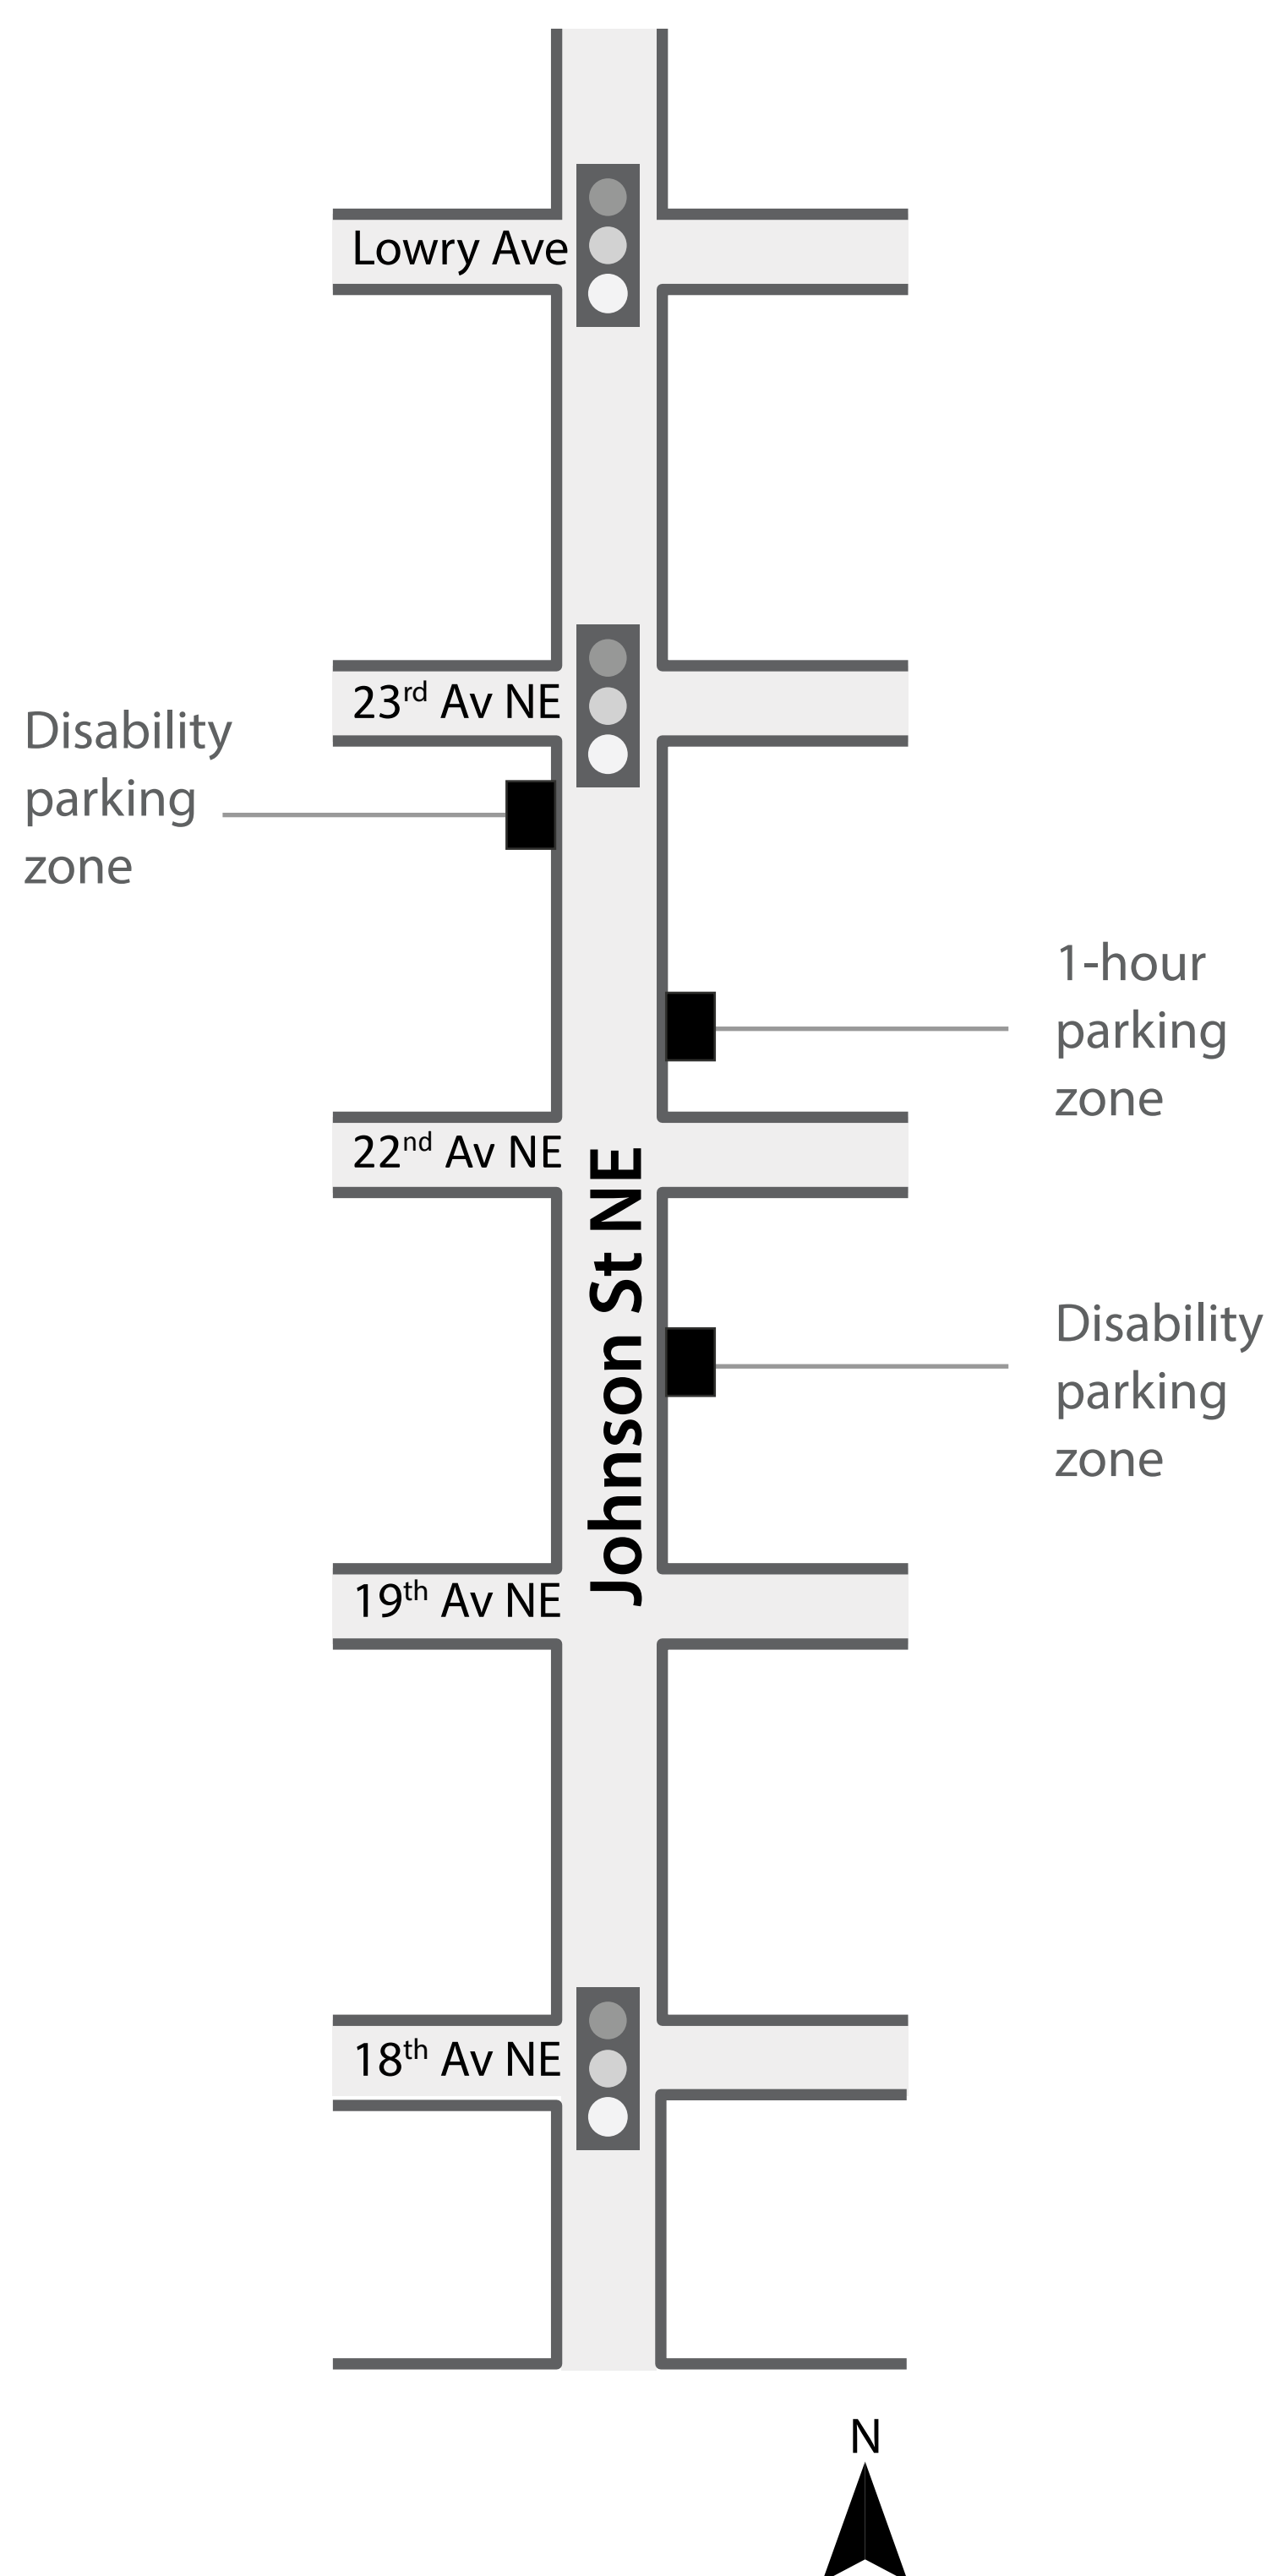 Lowry Ave
23rd Av NE
Disability
parking
zone
1-hour
parking
zone
22nd Av NE
Johnson St NE
Disability
parking
zone
19th Av NE
18th Av NE
N